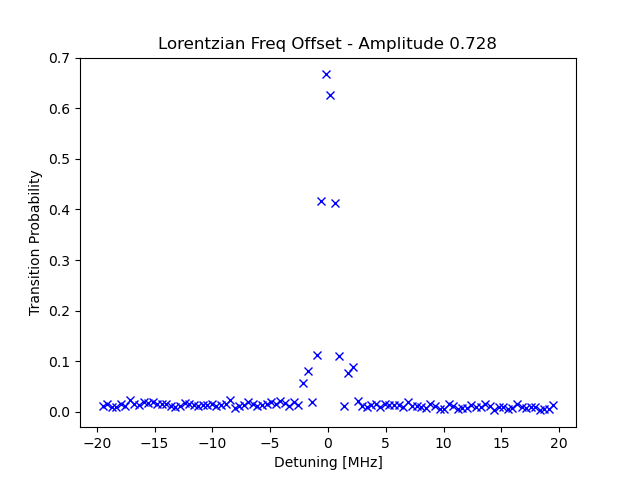 Lorentzian Freq Offset - Amplitude 0.728
Transition Probability
0.7
0.6
0.5
0.4
0.3
0.2
0.1
0.0
−20 −15 −10 −5 0 5 10 15 20
Detuning [MHz]